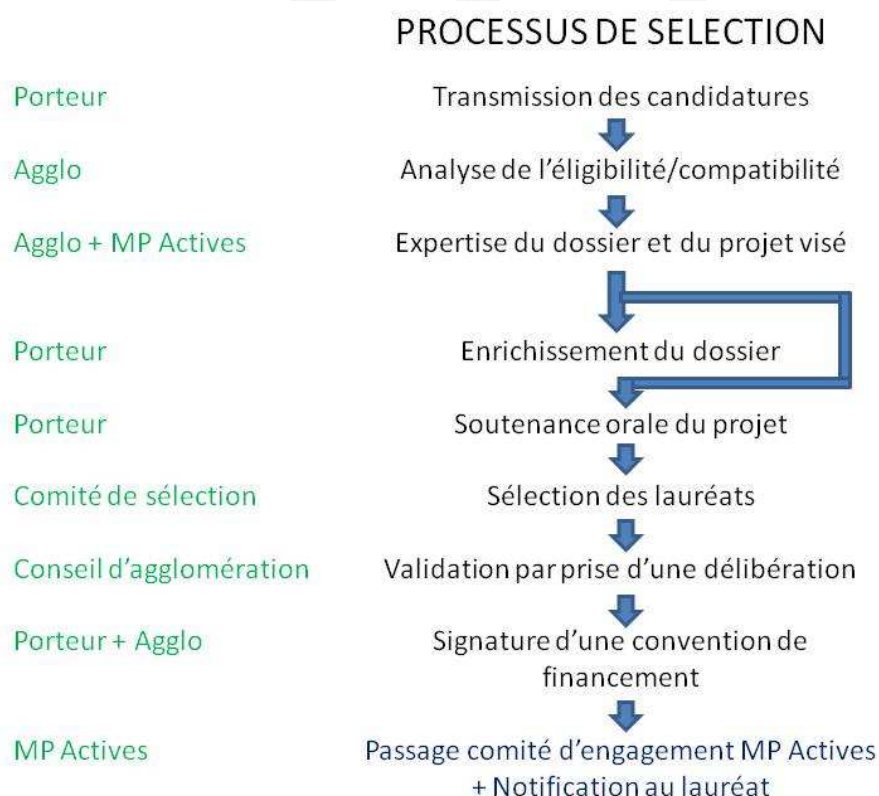 PROCESSUS DE SELECTION
Porteur Transmission des candidatures
Agglo Analyse de l'éligibilité/compatibilité
Agglo + MP Actives Expertise du dossier et du projet visé
Porteur Enrichissement du dossier
Porteur Soutenance orale du projet
Comité de sélection Sélection des lauréats
Conseil d'agglomération Validation par prise d'une délibération
Porteur + Agglo Signature d'une convention de
financement
MP Actives Passage comité d'engagement MP Actives
+ Notification au lauréat